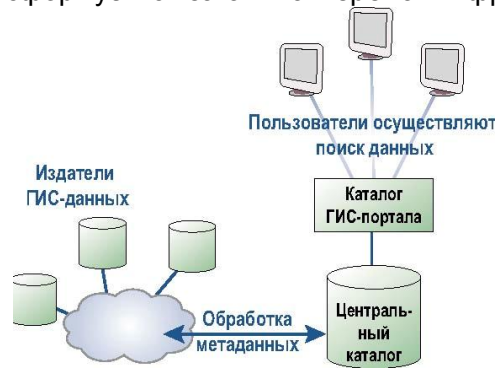 Пользователи осуществляют
поиск данных
Издатели
ГИС-данных
Каталог
ГИС-портала
Обработка
метаданных
Централь-
ный
каталог